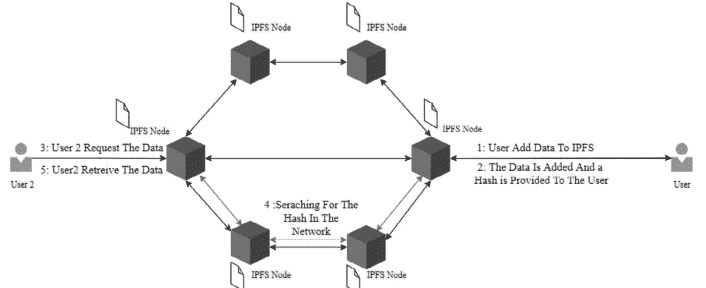 IPFS Node
IPFS Node
IPFS Node
IPFS Node
3: User 2 Request The Data
5: User2 Retreive The Data
User 2
1: User Add Data To IPFS
2. The Data Is Added And a
Hash is Provided To The User
User
4 :Seraching For The
Hash In The
Network
IPFS Node
IPFS Node